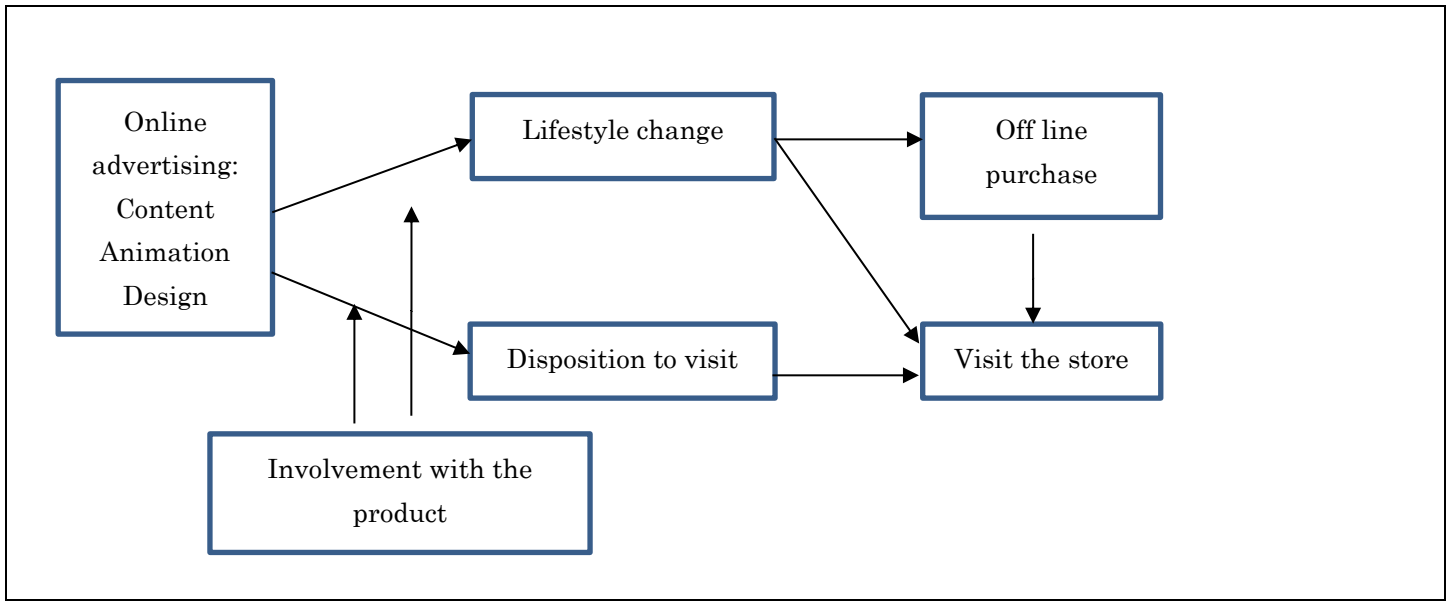 Online
advertising:
Content
Animation
Design
Lifestyle change
Off line
purchase
Disposition to visit
Visit the store
Involvement with the
product